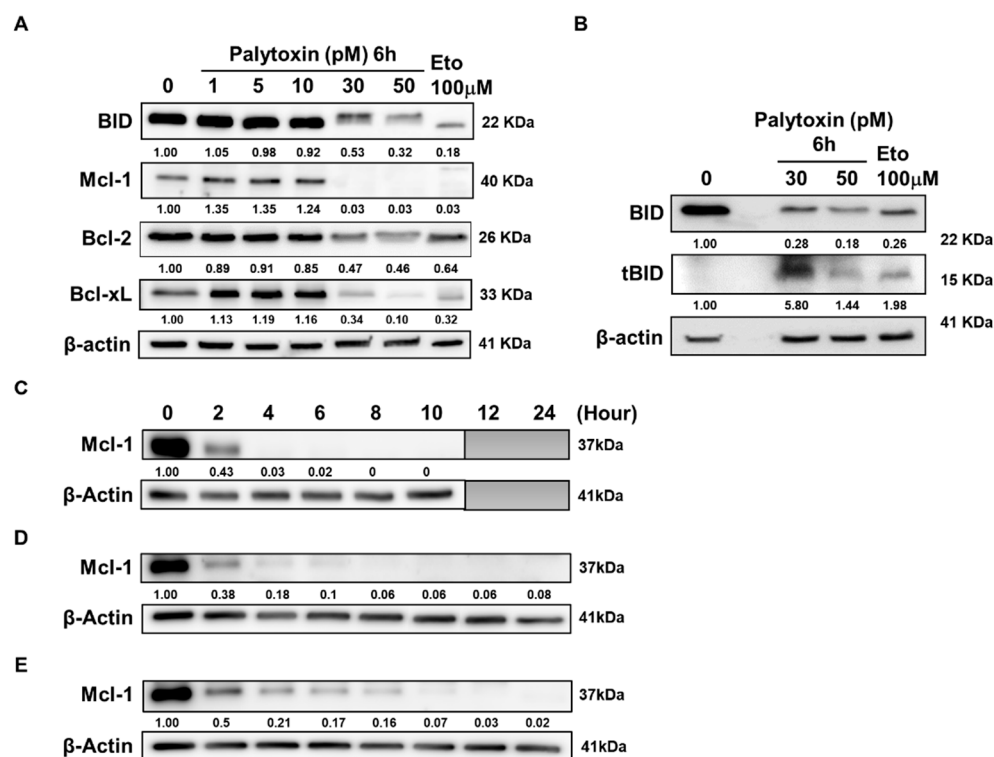 A
Palytoxin (pM) 6h
Eto
0 1 5 10 30 50 100μM
BID 22 KDa
1.00 1.05 0.98 0.92 0.53 0.32 0.18
Mcl-1 40 KDa
1.00 1.35 1.35 1.24 0.03 0.03 0.03
Bcl-2 26 KDa
1.00 0.89 0.91 0.85 0.47 0.46 0.64
Bcl-xL 33 KDa
1.00 1.13 1.19 1.16 0.34 0.10 0.32
β-actin 41 KDa
B
Palytoxin (pM)
6h
Eto
0 30 50 100μM
BID
1.00 0.28 0.18 0.26 22 KDa
tBID 15 KDa
1.00 5.80 1.44 1.98
41 KDa
β-actin
C
0 2 4 6 8 10 12 24 (Hour)
Mcl-1 37kDa
1.00 0.43 0.03 0.02 0 0
β-Actin 41kDa
D
Mcl-1 37kDa
1.00 0.38 0.18 0.1 0.06 0.06 0.06 0.08
β-Actin 41kDa
E
Mcl-1 37kDa
1.00 0.5 0.21 0.17 0.16 0.07 0.03 0.02
β-Actin 41kDa